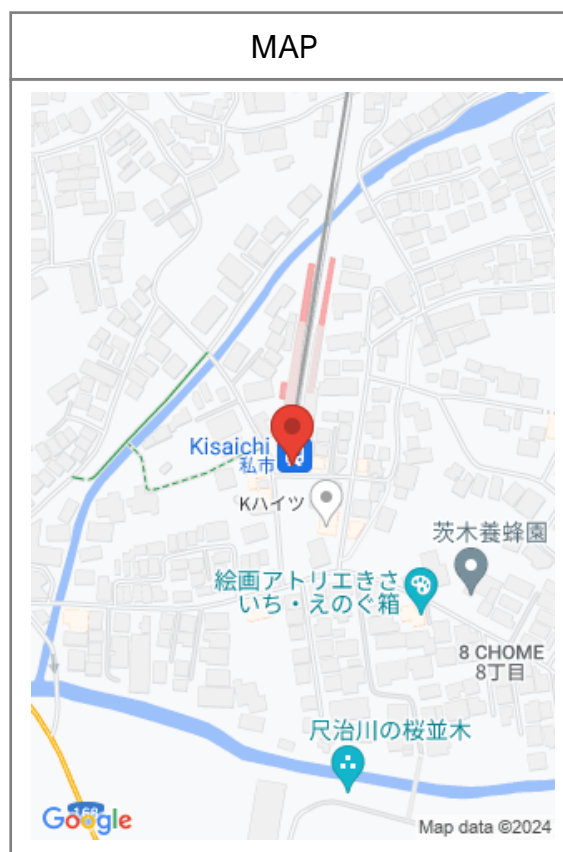 MAP
Kisaichi
私市
Kハイツ
茨木養蜂園
絵画アトリエきさ
いち・えのぐ箱
8 CHOME
8丁目
尺治川の桜並木
168
Google
Map data ©2024